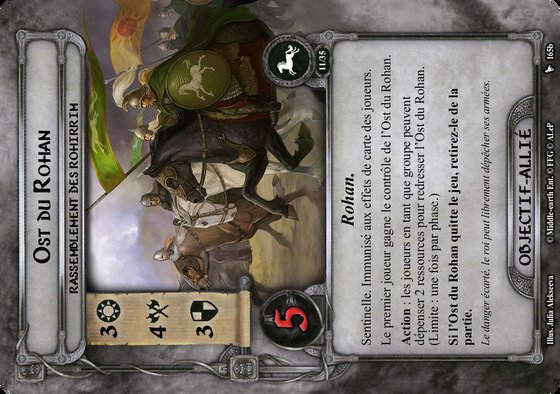 OST DU ROHAN
RASSEMBLEMENT DES ROHIRRIM
3
4
3
5
11/35
Rohan.
Sentinelle. Immunisé aux effets de carte des joueurs.
Le premier joueur gagne le contrôle de l'Ost du Rohan.
Action : les joueurs en tant que groupe peuvent
dépenser 2 ressources pour redresser l'Ost du Rohan.
(Limite : une fois par phase.)
Si l'Ost du Rohan quitte le jeu, retirez-le de la
partie.
Le danger écarté, le roi peut librement dépêcher ses armées.
OBJECTIF-ALLIÉ
Illus. Julia Alekseeva
© Middle-earth Ent. © FFG © ALeP
165b